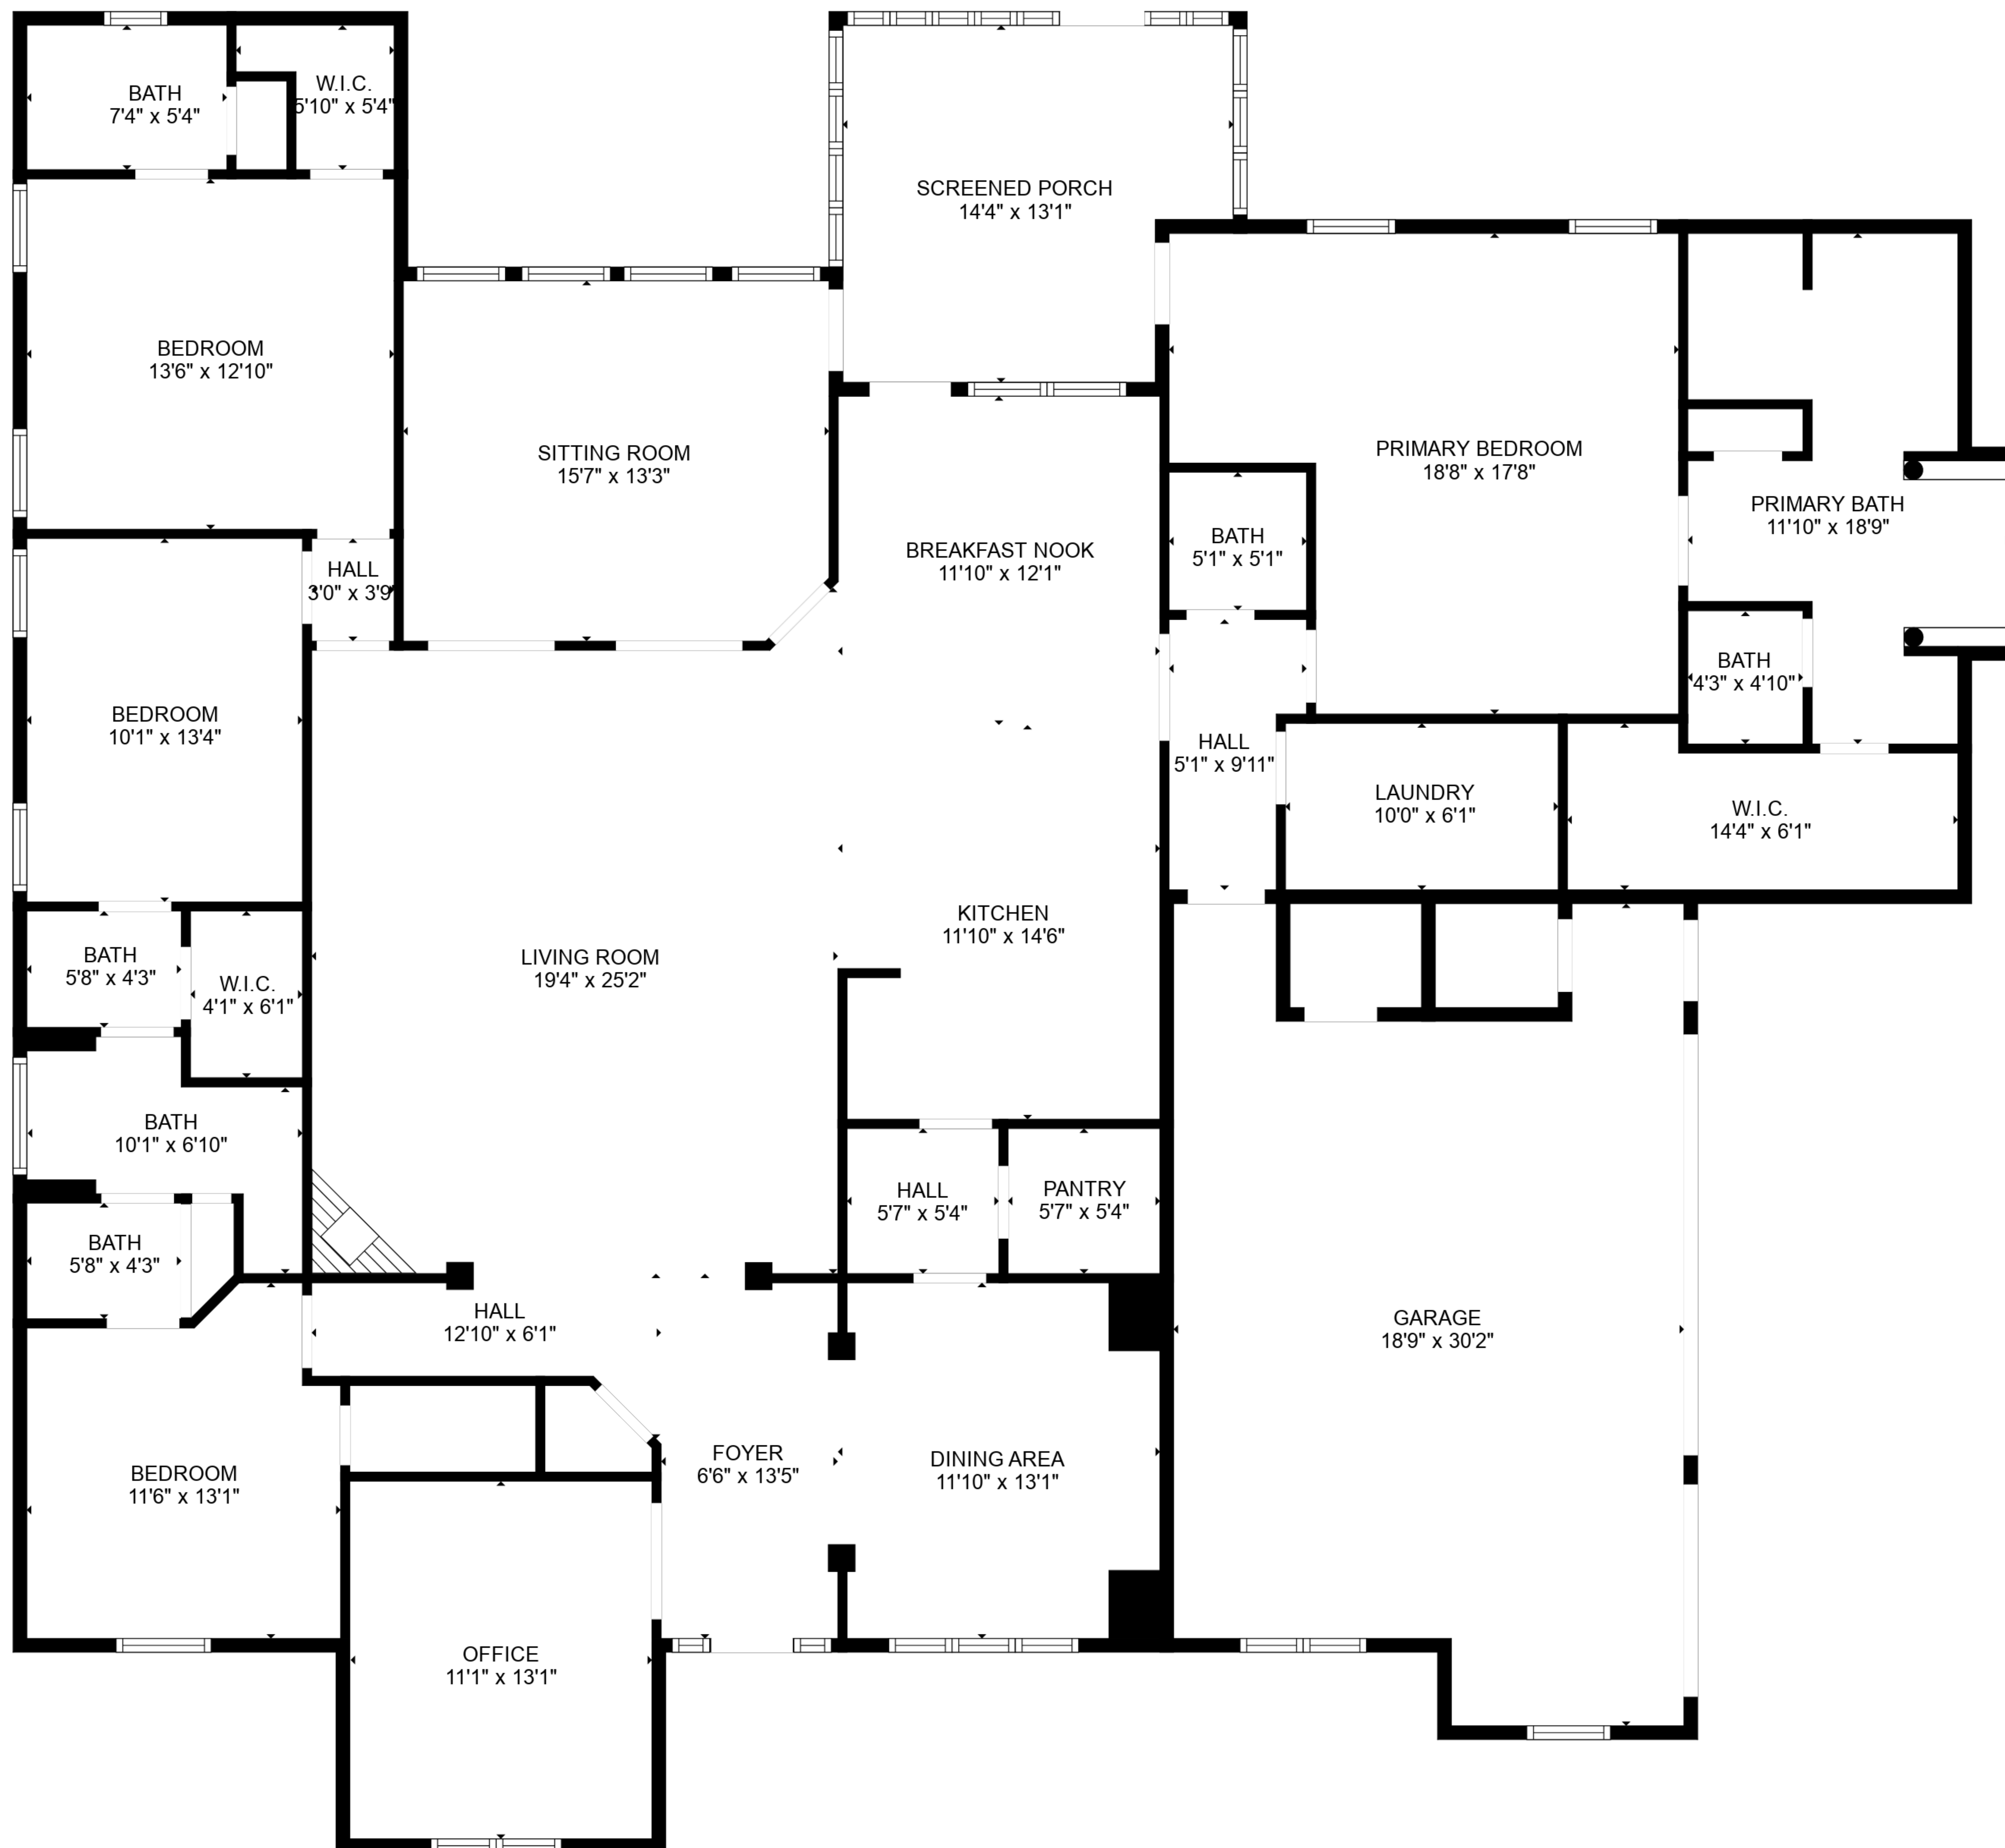 BATH
7'4" x 5'4"
W.I.C.
5'10" x 5'4"
SCREENED PORCH
14'4" x 13'1"
BEDROOM
13'6" x 12'10"
SITTING ROOM
15'7" x 13'3"
PRIMARY BEDROOM
18'8" x 17'8"
PRIMARY BATH
11'10" x 18'9"
BREAKFAST NOOK
11'10" x 12'1"
BATH
5'1" x 5'1"
HALL
3'0" x 3'9
BATH
4'3" x 4'10"
BEDROOM
10'1" x 13'4"
HALL
5'1" x 9'11"
LAUNDRY
10'0" x 6'1"
W.I.C.
14'4" x 6'1"
KITCHEN
11'10" x 14'6"
LIVING ROOM
19'4" x 25'2"
BATH
5'8" x 4'3"
W.I.C.
4'1" x 6'1"
BATH
10'1" x 6'10"
HALL
5'7" x 5'4"
PANTRY
5'7" x 5'4"
BATH
5'8" x 4'3"
HALL
12'10" x 6'1"
GARAGE
18'9" x 30'2"
FOYER
6'6" x 13'5"
DINING AREA
11'10" x 13'1"
BEDROOM
11'6" x 13'1"
OFFICE
11'1" x 13'1"